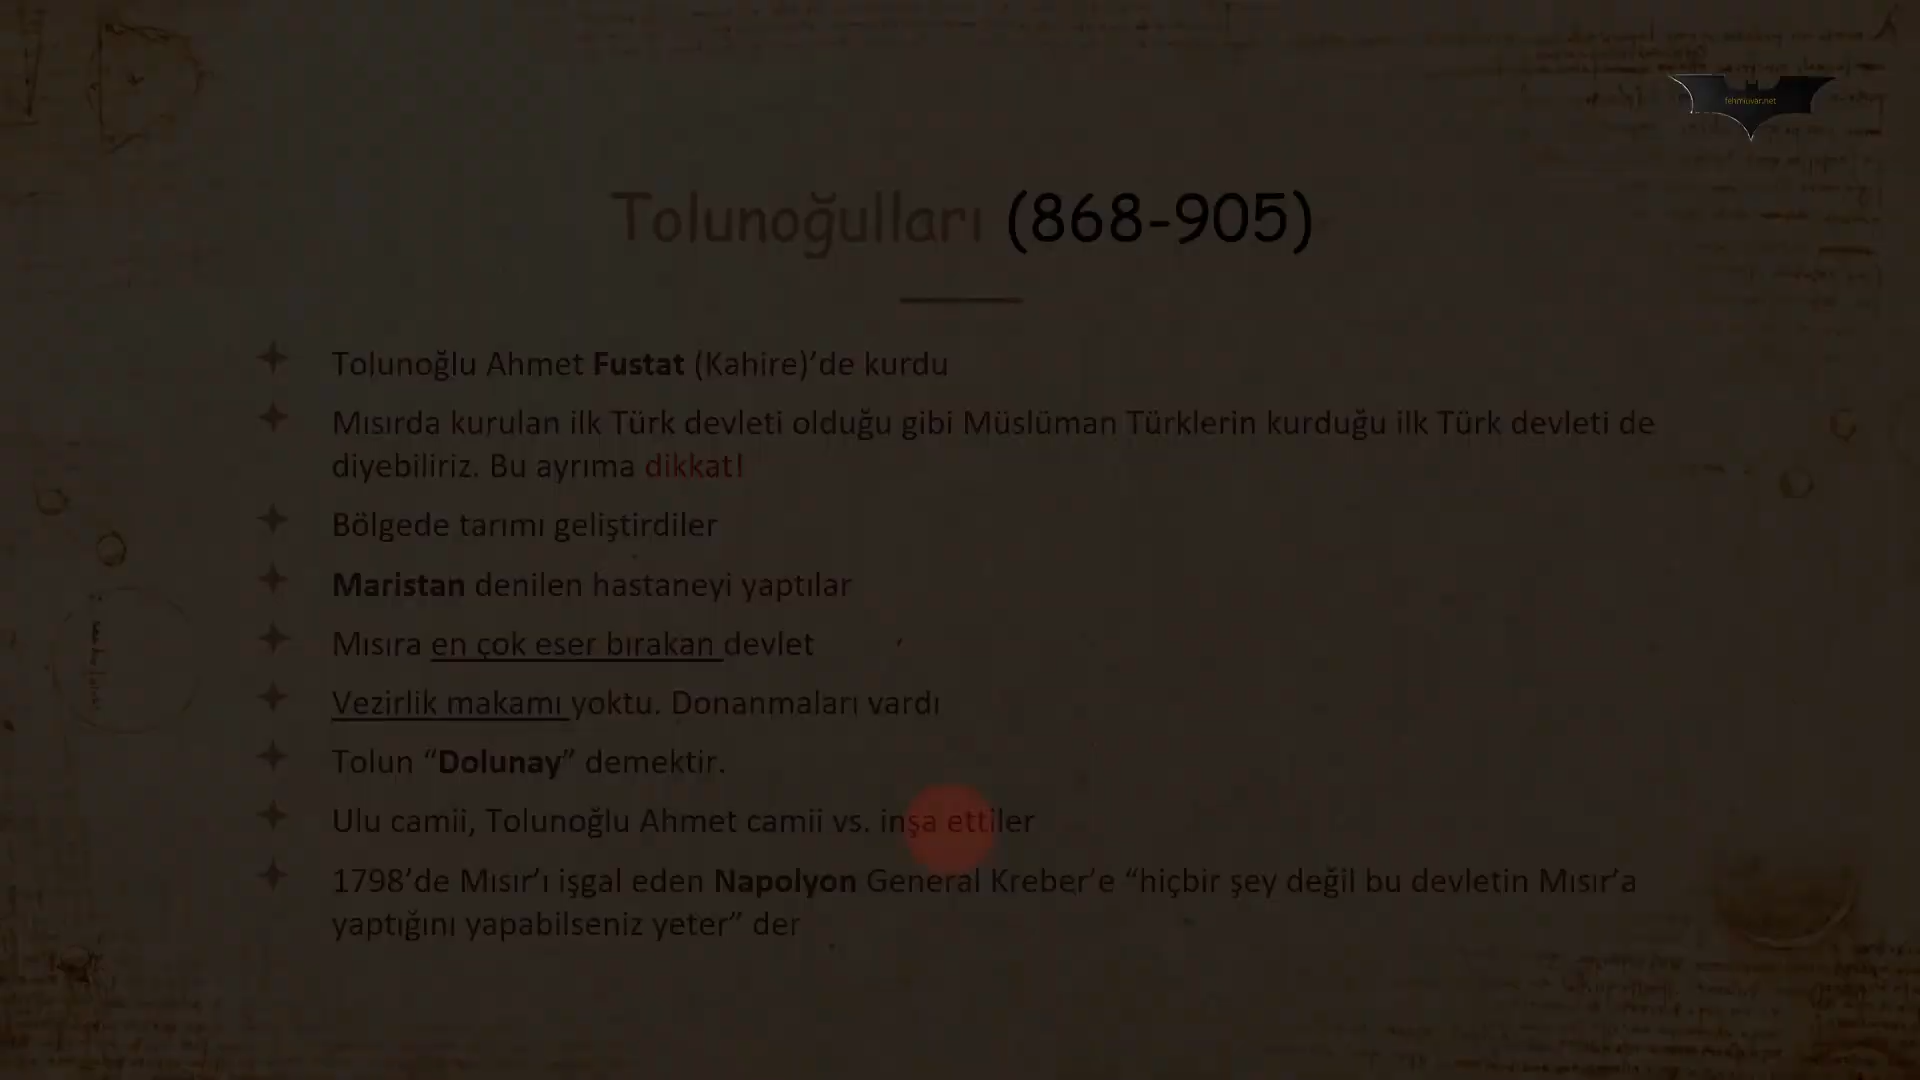 fehmiuvar.net
Tolunoğulları (868-905)
Tolunoğlu Ahmet Fustat (Kahire)’de kurdu
Mısırda kurulan ilk Türk devleti olduğu gibi Müslüman Türklerin kurduğu ilk Türk devleti de
diyebiliriz. Bu ayrıma dikkat!
Bölgede tarımı geliştirdiler
Maristan denilen hastaneyi yaptılar
Mısıra en çok eser bırakan devlet
Vezirlik makamı yoktu. Donanmaları vardı
Tolun “Dolunay” demektir.
Ulu camii, Tolunoğlu Ahmet camii vs. inşa ettiler
1798’de Mısır’ı işgal eden Napolyon General Kreber’e “hiçbir şey değil bu devletin Mısır’a
yaptığını yapabilseniz yeter” der